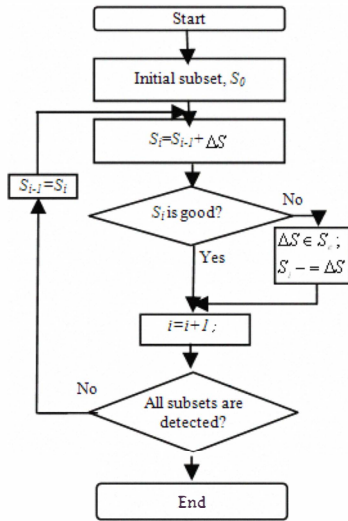 Start
Initial subset, S0
Si=Si-1+ΔS
Si-1=Si
Si is good?
No
ΔS ∈ Se ;
Si − = ΔS
Yes
i=i+1 ;
No
All subsets are
detected?
End